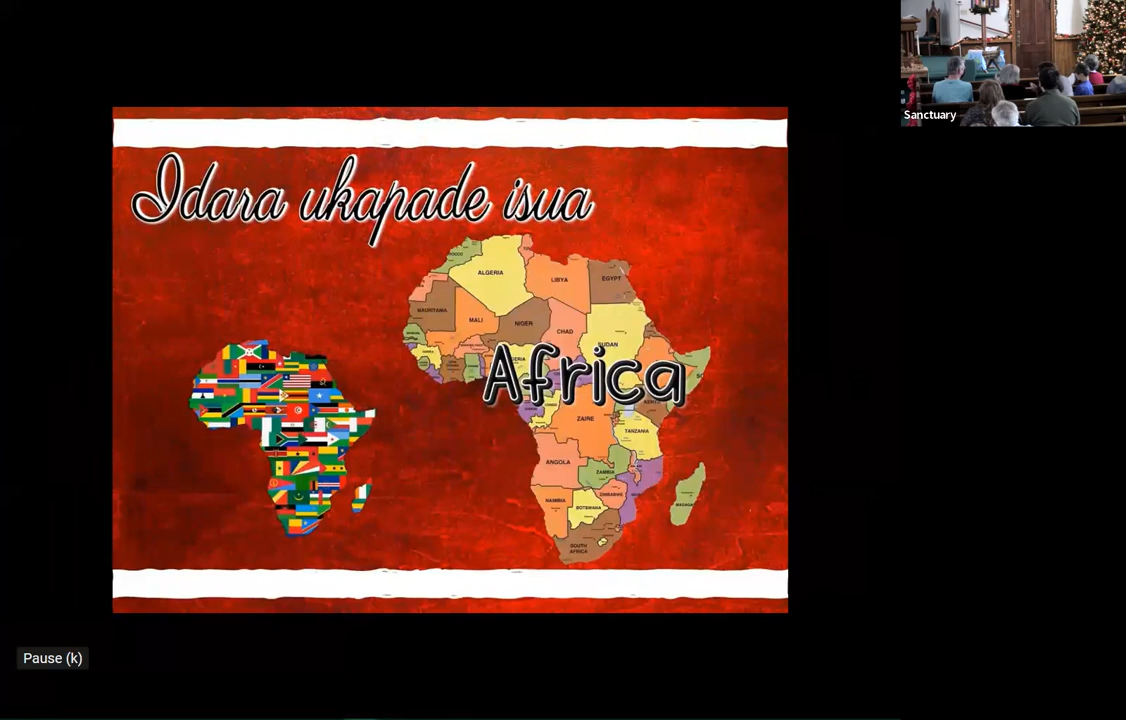 Idara ukapade isua
Africa
ALGERIA
LIBYA
EGYPT
MAURITANIA
MALI
NIGER
CHAD
SUDAN
ZAIRE
TANZANIA
ANGOLA
ZAMBIA
ZIMBABWE
NAMIBIA
BOTSWANA
SOUTH
AFRICA
Sanctuary
Pause (k)